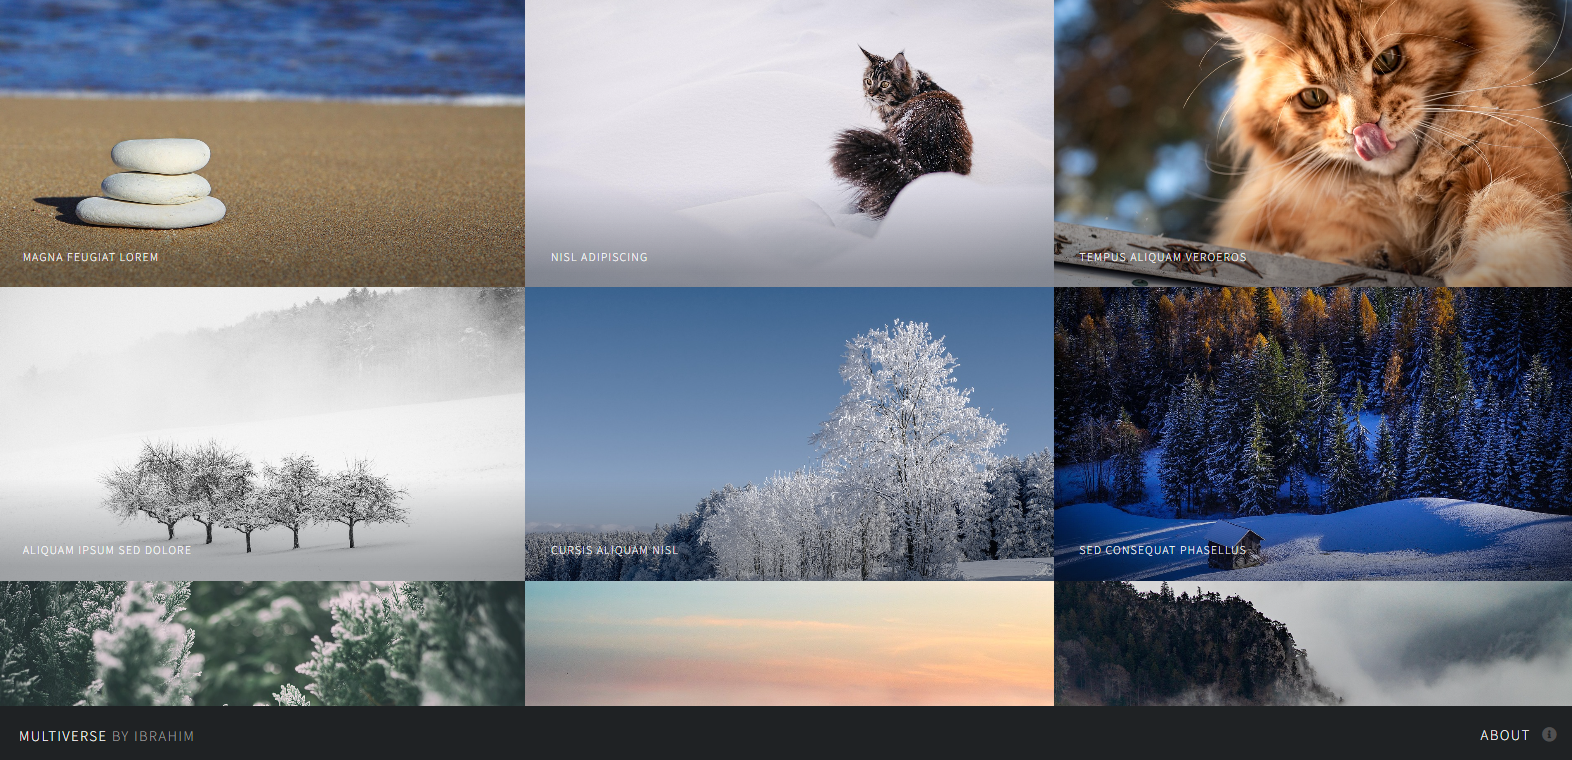 MAGNA FEUGIAT LOREM
NISL ADIPISCING
TEMPUS ALIQUAM VEROEROS
ALIQUAM IPSUM SED DOLORE
CURSIS ALIQUAM NISL
SED CONSEQUAT PHASELLUS
MULTIVERSE BY IBRAHIM
ABOUT